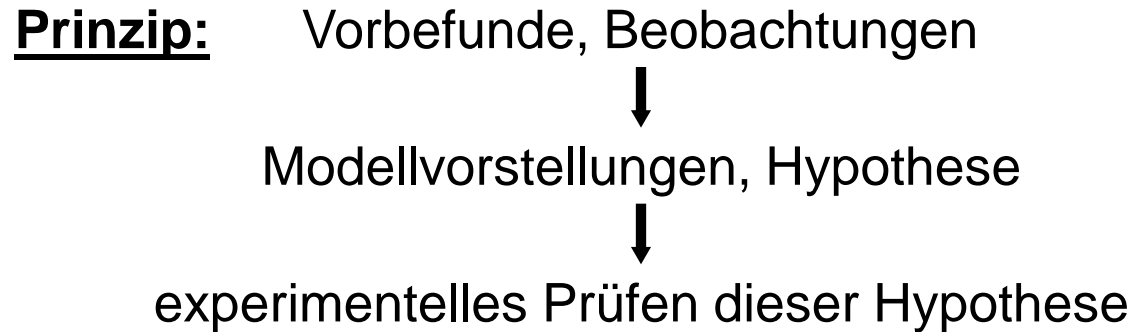 Prinzip: Vorbefunde, Beobachtungen
Modellvorstellungen, Hypothese
experimentelles Prüfen dieser Hypothese